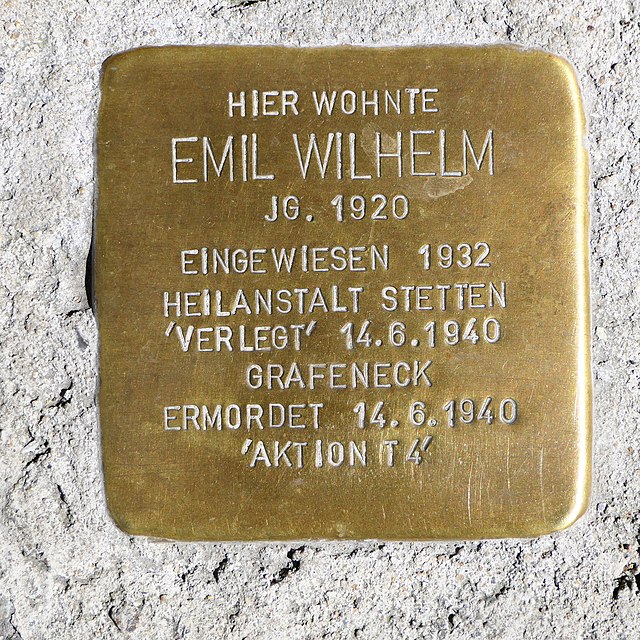 HIER WOHNTE
EMIL WILHELM
JG. 1920
EINGEWIESEN 1932
HEILANSTALT STETTEN
'VERLEGT' 14.6.1940
GRAFENECK
ERMORDET 14.6.1940
'AKTION T4'